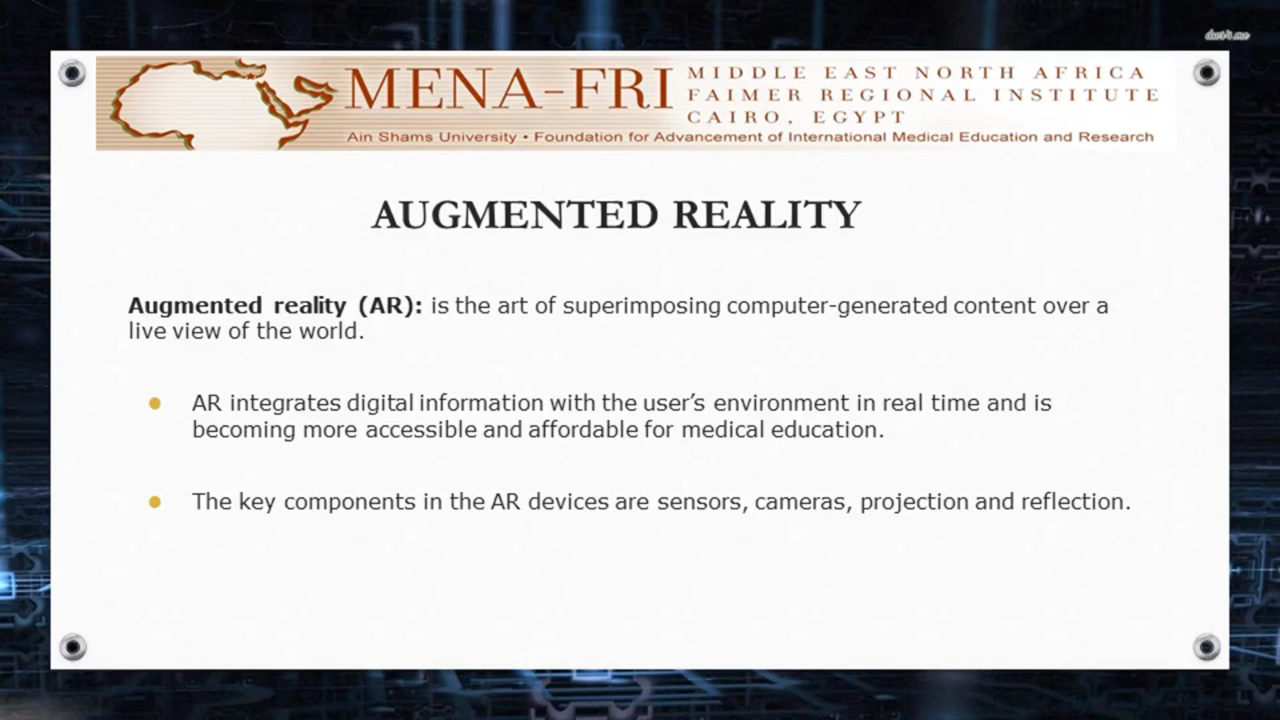 MENA-FRI
MIDDLE EAST NORTH AFRICA
FAIMER REGIONAL INSTITUTE
CAIRO, EGYPT
Ain Shams University • Foundation for Advancement of International Medical Education and Research
AUGMENTED REALITY
Augmented reality (AR): is the art of superimposing computer-generated content over a
live view of the world.
AR integrates digital information with the user’s environment in real time and is
becoming more accessible and affordable for medical education.
The key components in the AR devices are sensors, cameras, projection and reflection.